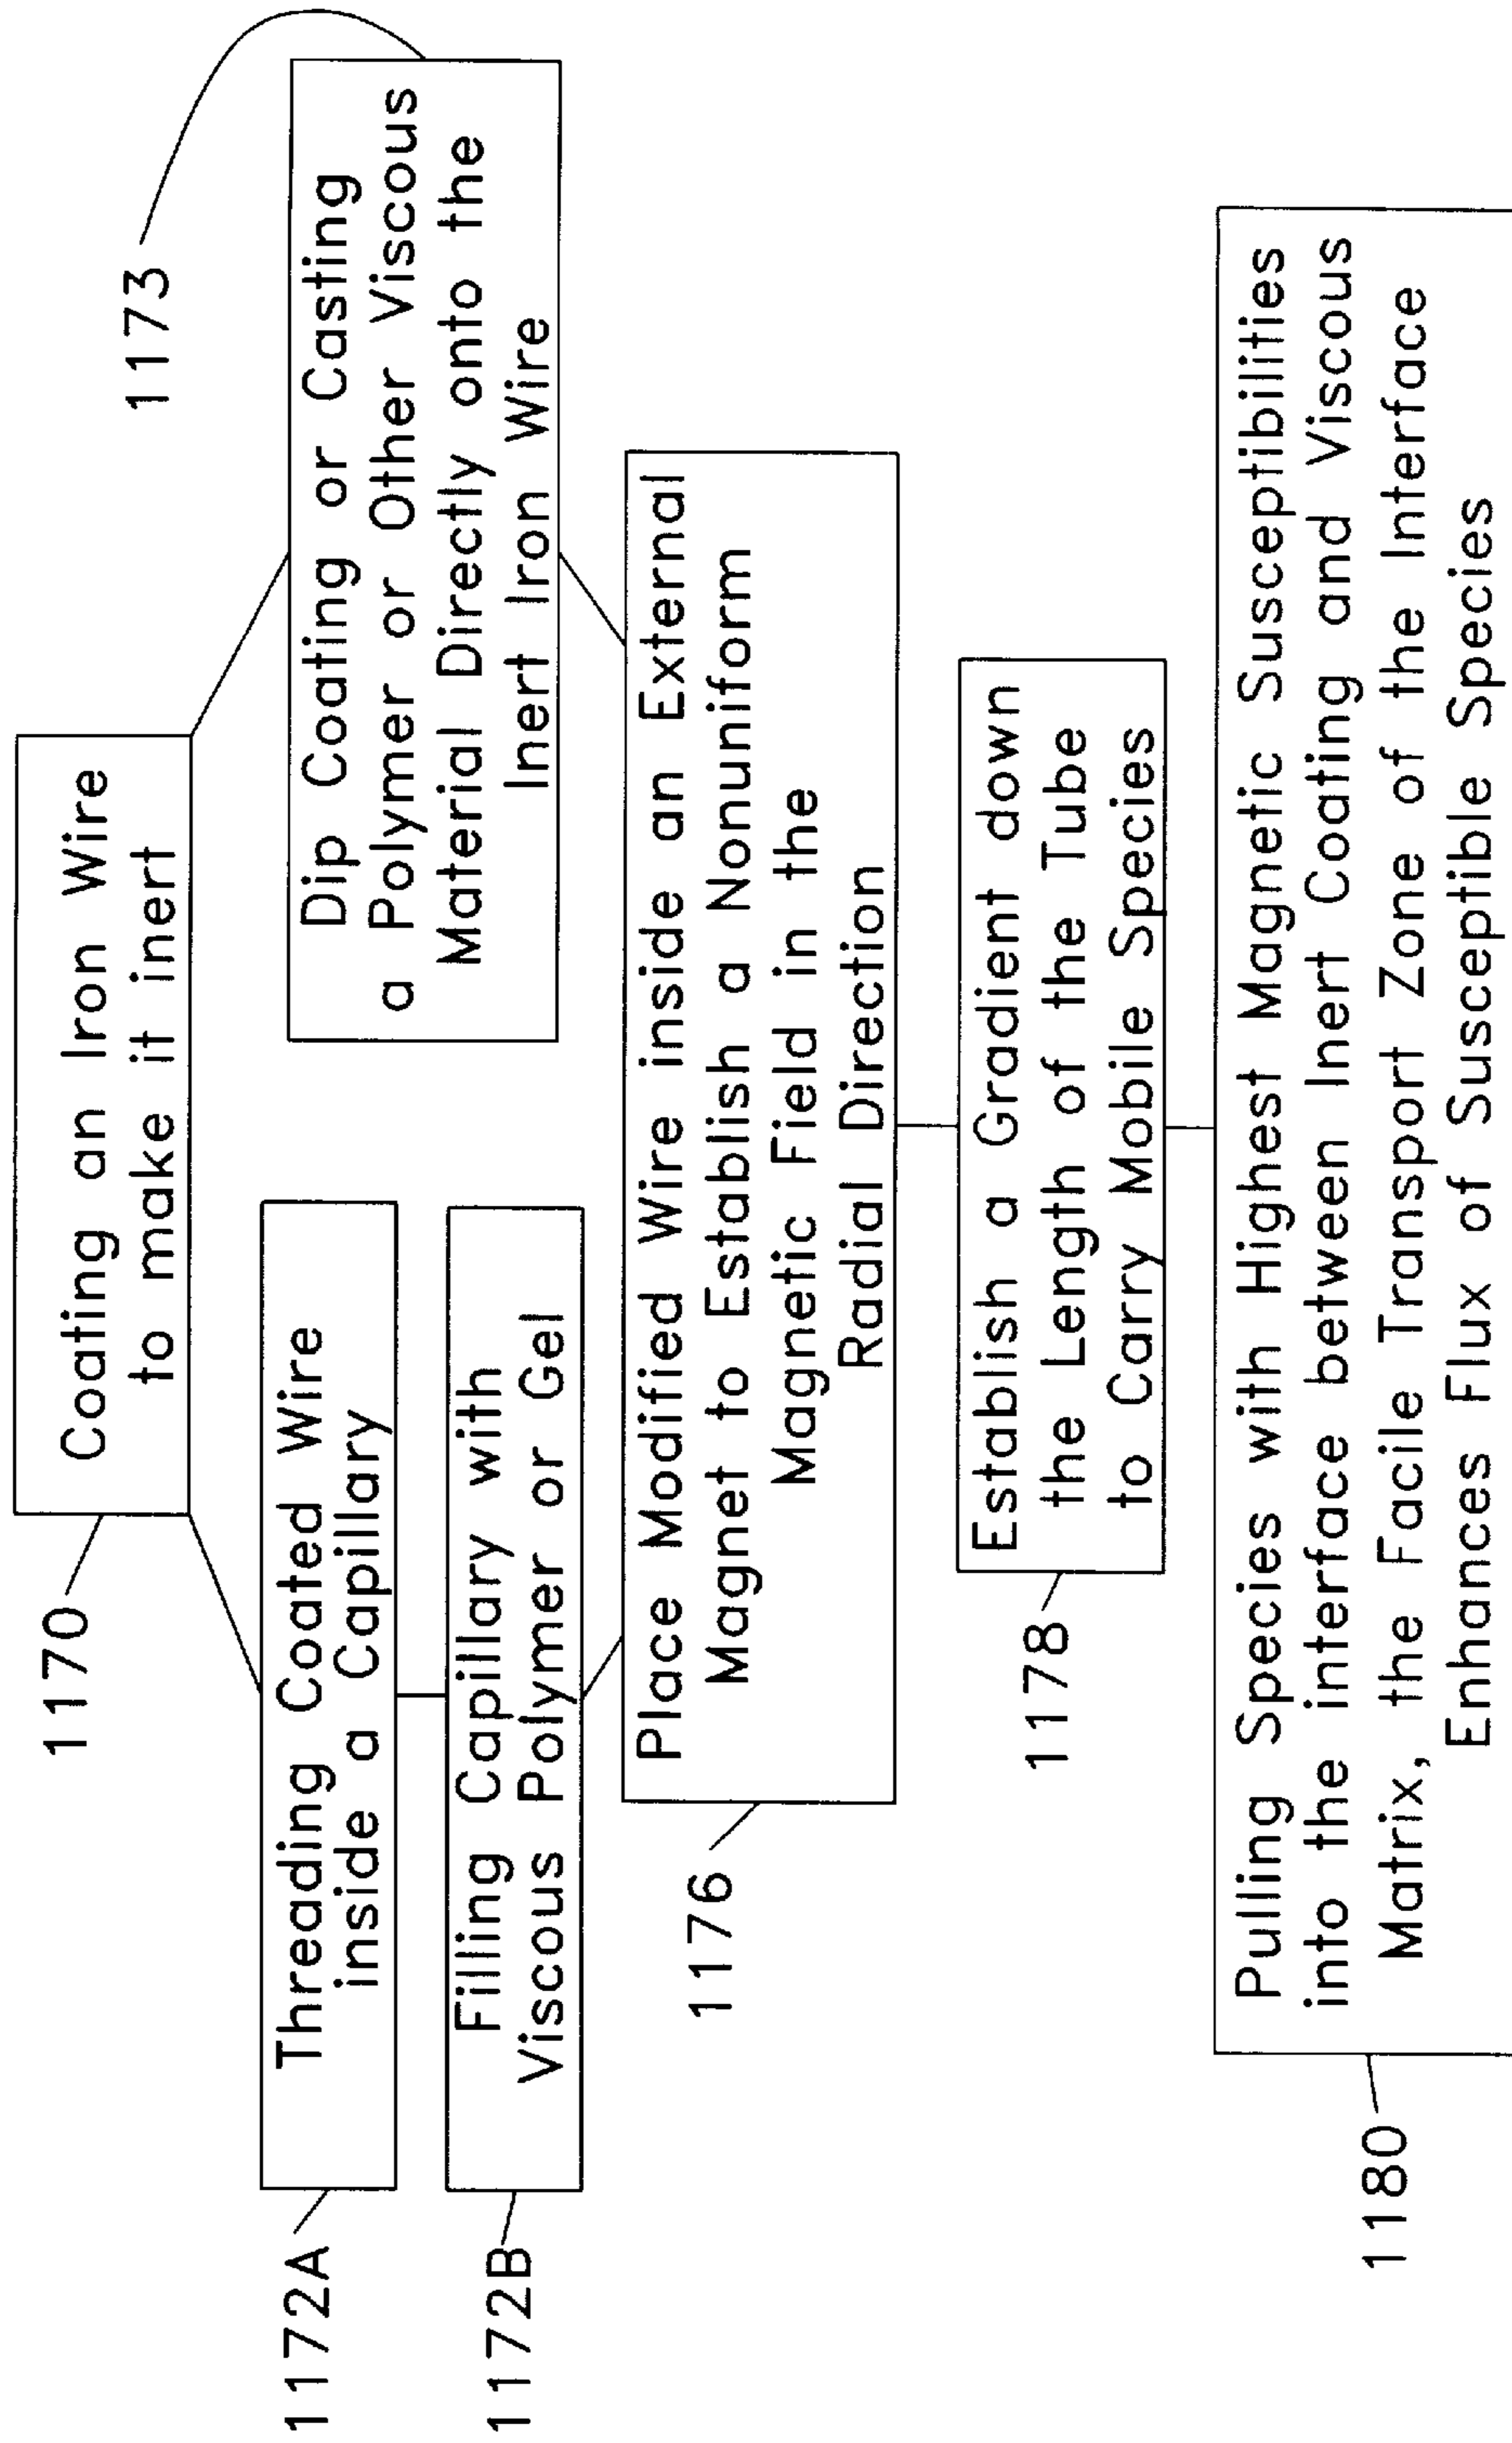 1170
Coating an Iron Wire
to make it inert
1172A
Threading Coated Wire
inside a Capillary
1172B
Filling Capillary with
Viscous Polymer or Gel
1173
Dip Coating or Casting
a Polymer or Other Viscous
Material Directly onto the
Inert Iron Wire
1176
Place Modified Wire inside an External
Magnet to Establish a Nonuniform
Magnetic Field in the
Radial Direction
1178
Establish a Gradient down
the Length of the Tube
to Carry Mobile Species
1180
Pulling Species with Highest Magnetic Susceptibilities
into the interface between Inert Coating and Viscous
Matrix, the Facile Transport Zone of the Interface
Enhances Flux of Susceptible Species